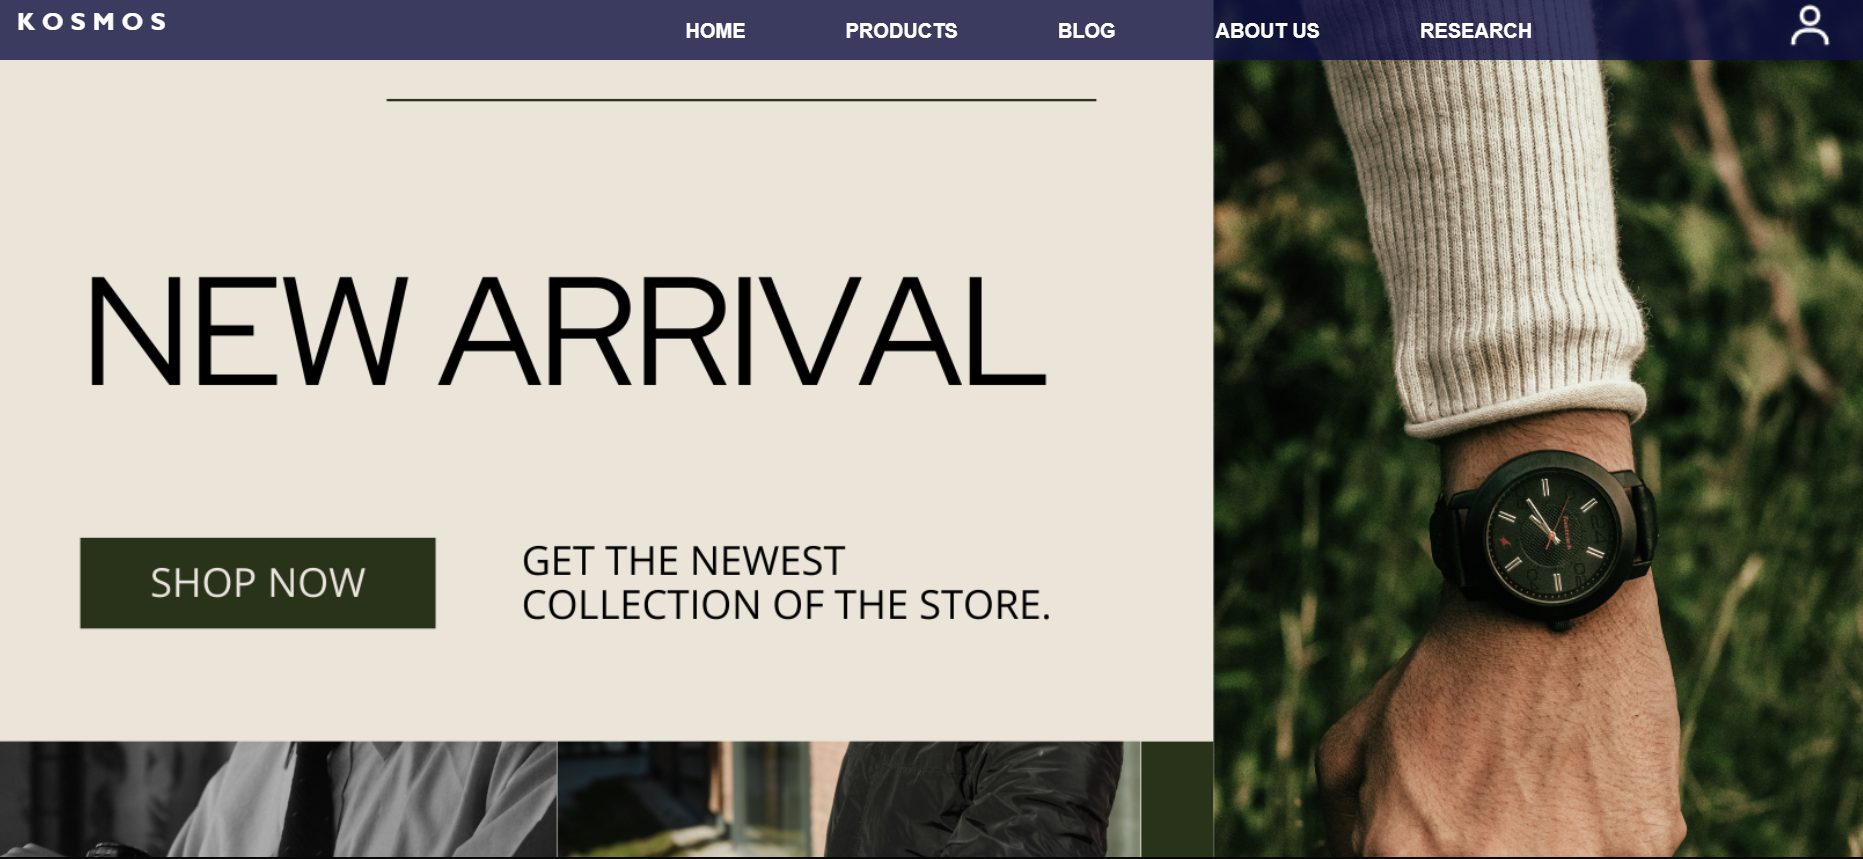 KOSMOS
HOME PRODUCTS BLOG ABOUT US RESEARCH
NEW ARRIVAL
SHOP NOW
GET THE NEWEST
COLLECTION OF THE STORE.